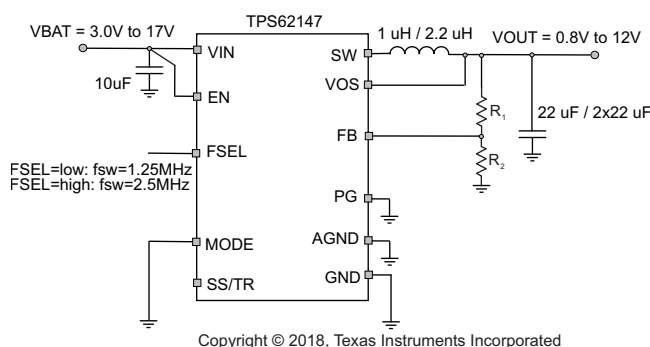 TPS62147
VBAT = 3.0V to 17V
10uF
VIN
EN
FSEL
FSEL=low: fsw=1.25MHz
FSEL=high: fsw=2.5MHz
MODE
SS/TR
SW
VOS
FB
PG
AGND
GND
1 uH / 2.2 uH
VOUT = 0.8V to 12V
R1
R2
22 uF / 2x22 uF
Copyright © 2018, Texas Instruments Incorporated